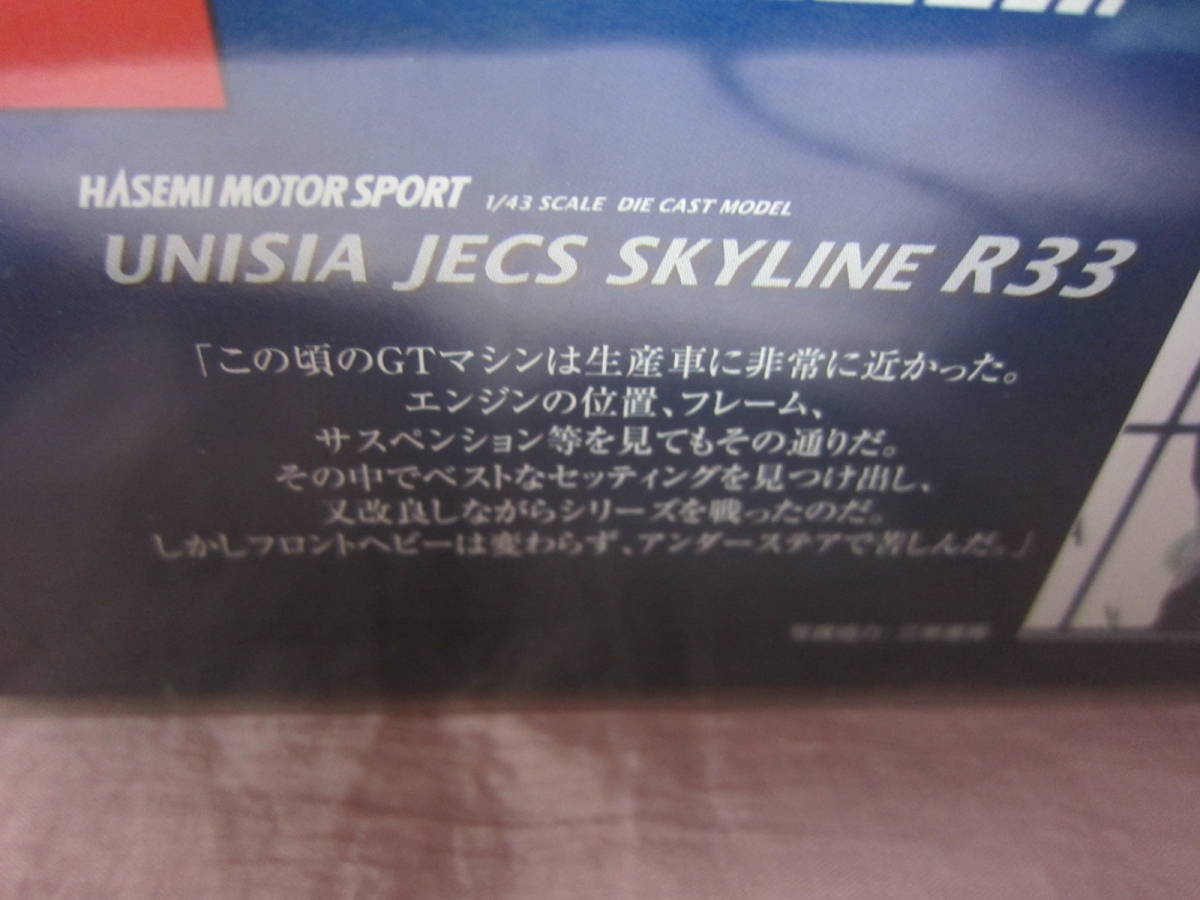 HASEMI MOTOR SPORT 1/43 SCALE DIE CAST MODEL
UNISIA JECS SKYLINE R33
「この頃のGTマシンは生産車に非常に近かった。
エンジンの位置、フレーム、
サスペンション等を見てもその通りだ。
その中でベストなセッティングを見つけ出し、
又改良しながらシリーズを戦ったのだ。
しかしフロントヘビーは変わらず、アンダーステアで苦しんだ。」